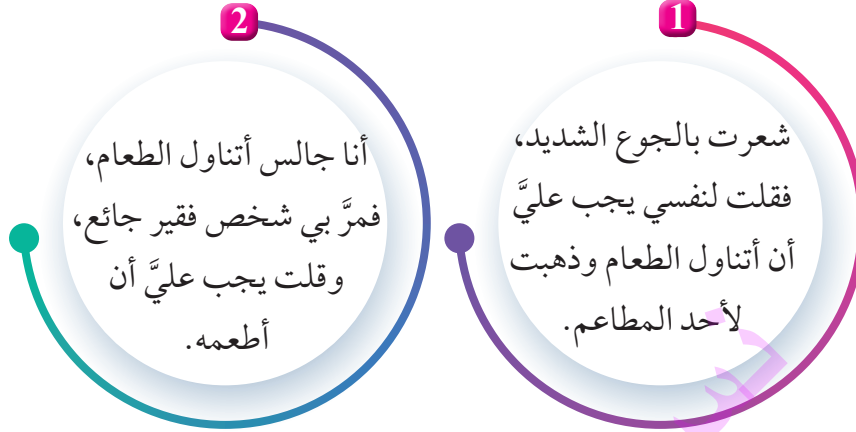 1
شعرت بالجوع الشديد،
فقلت لنفسي يجب عليَّ
أن أتناول الطعام وذهبت
لأحد المطاعم.
2
أنا جالس أتناول الطعام،
فمرَّ بي شخص فقير جائع،
وقلت يجب عليَّ أن
أطعمه.